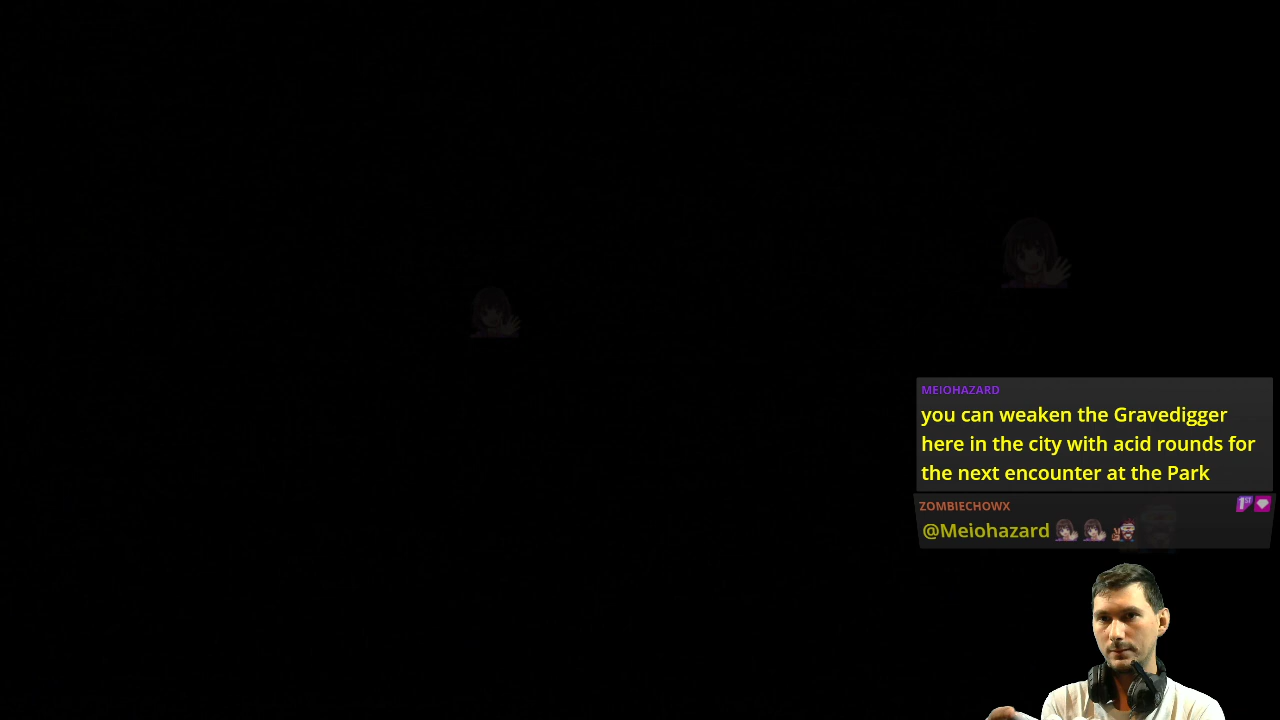 MEIOHAZARD
you can weaken the Gravedigger
here in the city with acid rounds for
the next encounter at the Park
ZOMBIECHOWX
1ST
@Meiohazard